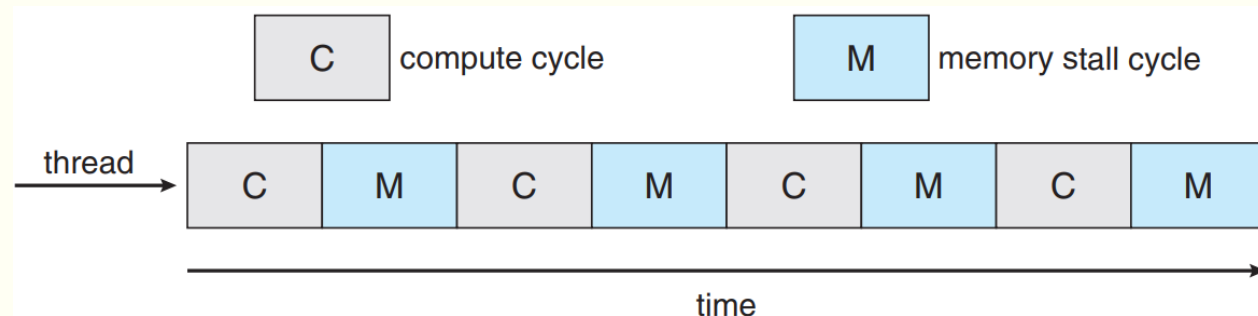 C compute cycle M memory stall cycle
thread
C M C M C M C M
time